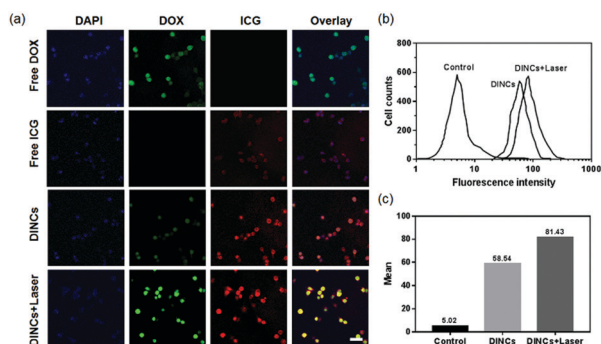 (a)
DAPI DOX ICG Overlay
Free DOX
Free ICG
DINCs
DINCs+Laser
(b)
800
600
400
200
0
Cell counts
Control
DINCs
DINCs+Laser
1 10 100 1000
Fluorescence intensity
(c)
100
80
60
40
20
0
Mean
5.02
58.54
81.43
Control DINCs DINCs+Laser